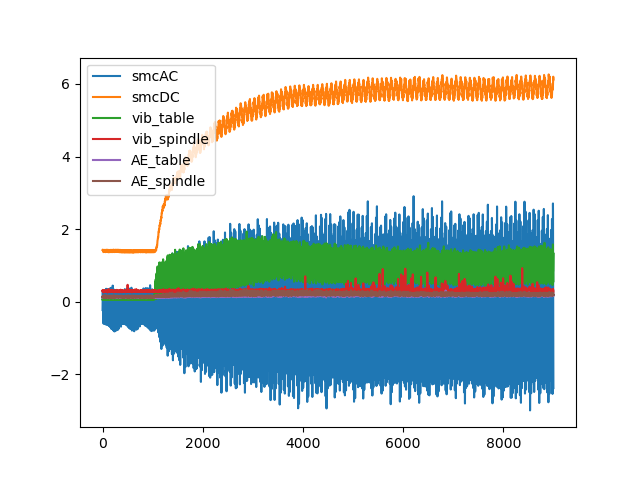 smcAC
smcDC
vib_table
vib_spindle
AE_table
AE_spindle
6
4
2
0
−2
0
2000
4000
6000
8000